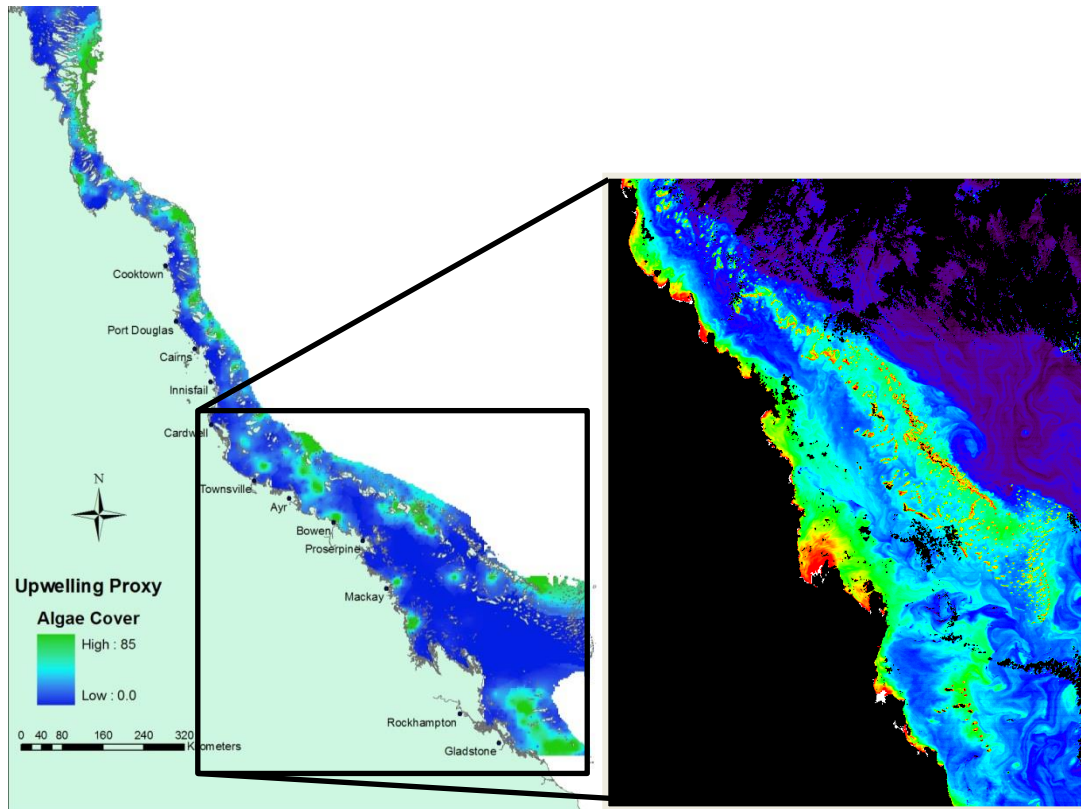 Cooktown
Port Douglas
Cairns
Innisfail
Cardwell
N
Townsville
Ayr
Bowen
Proserpine
Upwelling Proxy
Mackay
Algae Cover
High : 85
Low : 0.0
Rockhampton
0 40 80 160 240 320
Kilometers
Gladstone